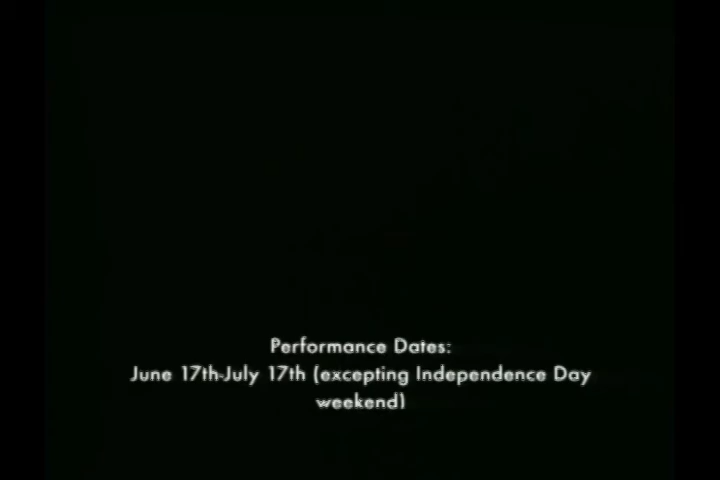 Performance Dates:
June 17th-July 17th (excepting Independence Day
weekend)